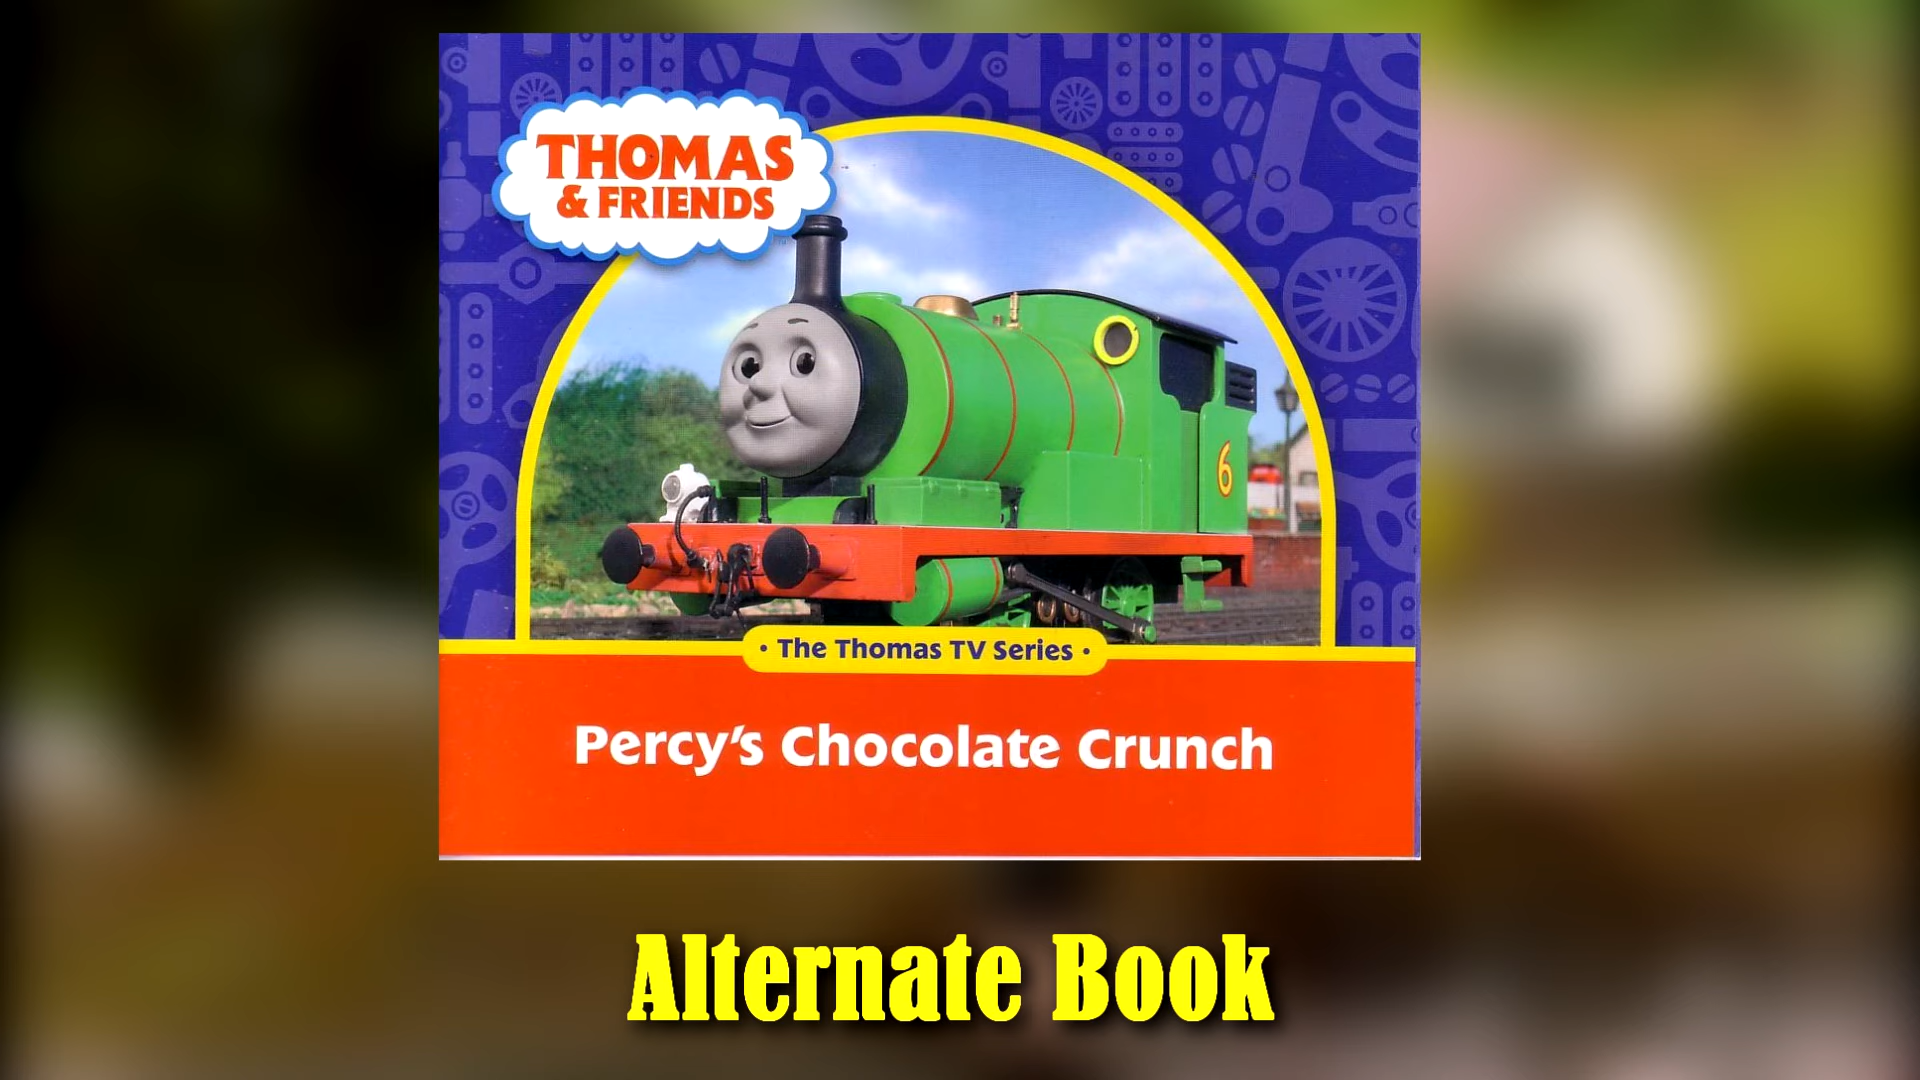 THOMAS
& FRIENDS
6
• The Thomas TV Series •
Percy's Chocolate Crunch
Alternate Book